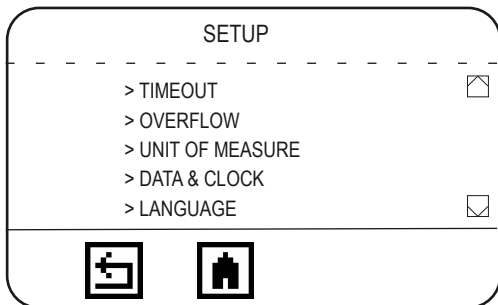 SETUP
> TIMEOUT
> OVERFLOW
> UNIT OF MEASURE
> DATA & CLOCK
> LANGUAGE